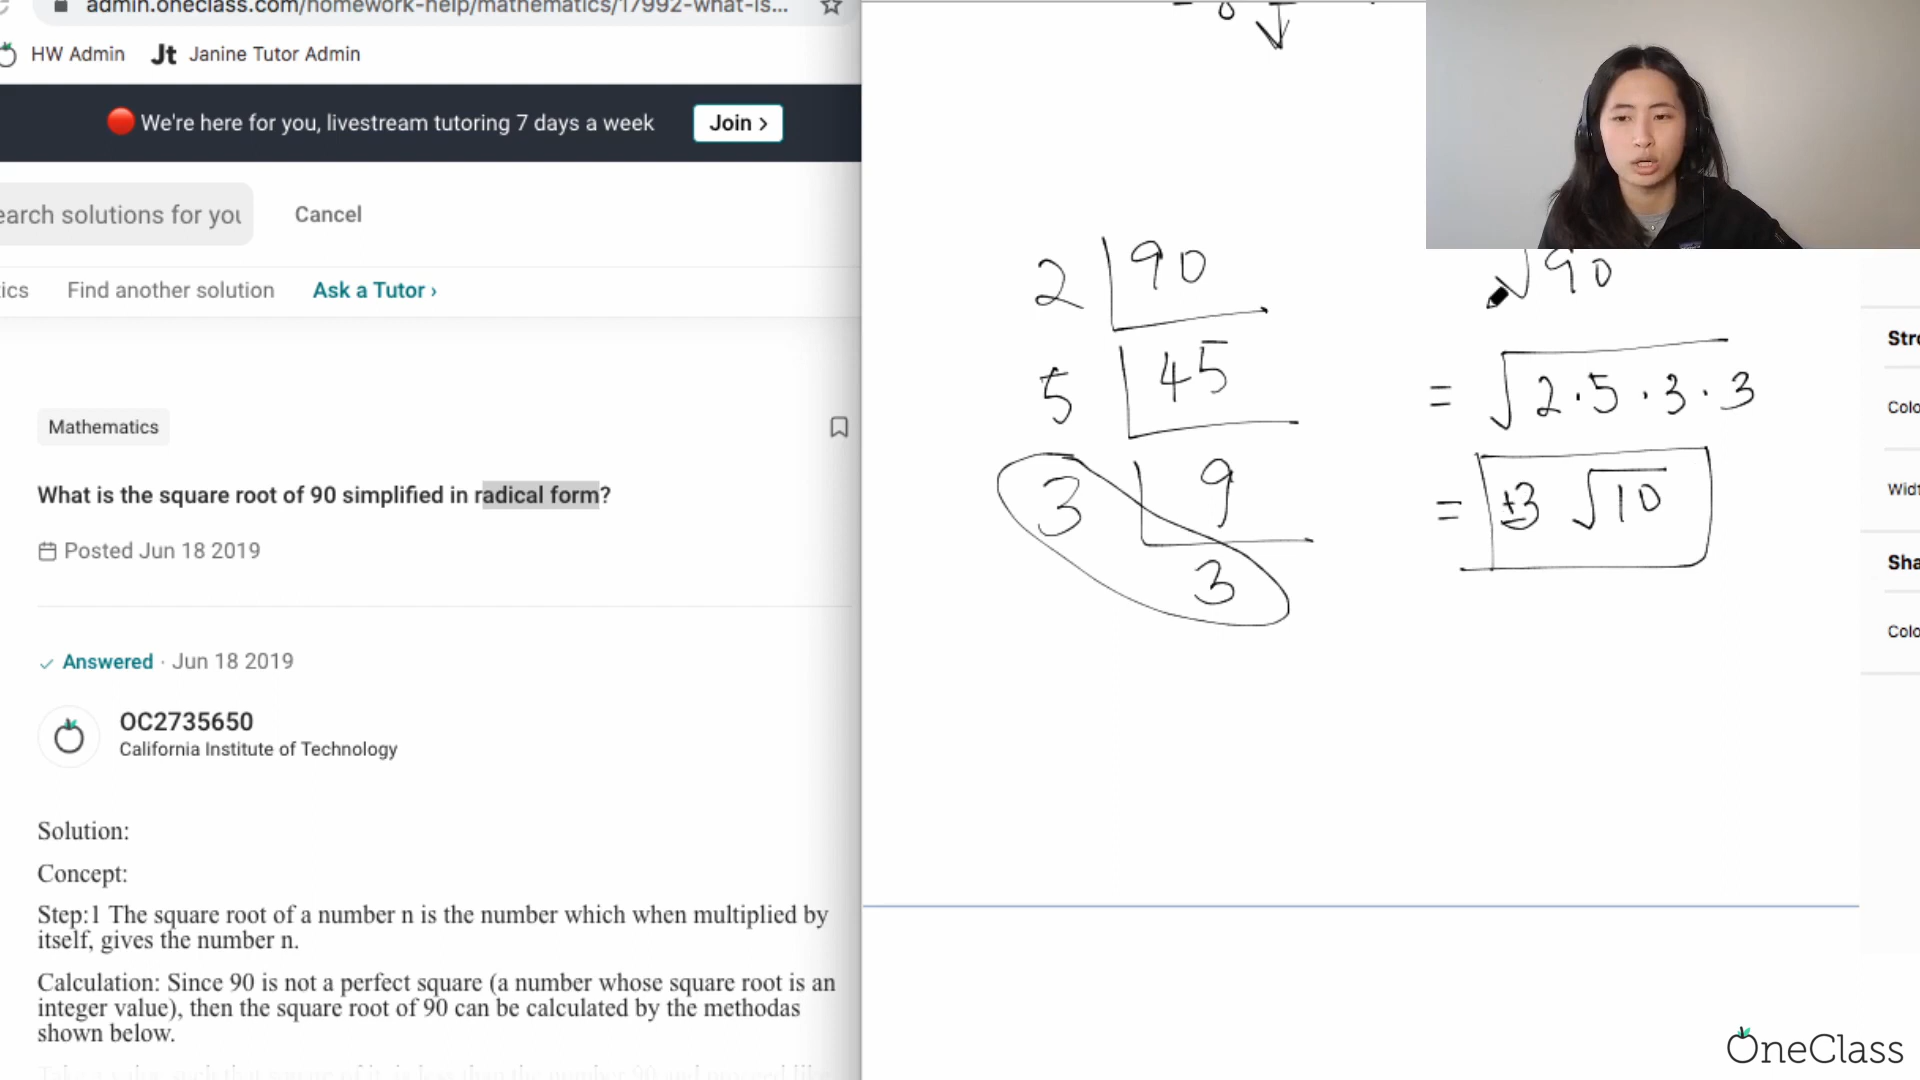 admin.oneclass.com/homework-help/mathematics/17992-what-is...
HW Admin Jt Janine Tutor Admin
We're here for you, livestream tutoring 7 days a week Join >
earch solutions for you Cancel
ics Find another solution Ask a Tutor ›
Mathematics
What is the square root of 90 simplified in radical form?
Posted Jun 18 2019
✓ Answered · Jun 18 2019
OC2735650
California Institute of Technology
Solution:
Concept:
Step:1 The square root of a number n is the number which when multiplied by
itself, gives the number n.
Calculation: Since 90 is not a perfect square (a number whose square root is an
integer value), then the square root of 90 can be calculated by the methodas
shown below.
2 90
5 45
3 9
3
√90
= √2·5·3·3
= ±3 √10
Stro
Colo
Widt
Sha
Colo
OneClass